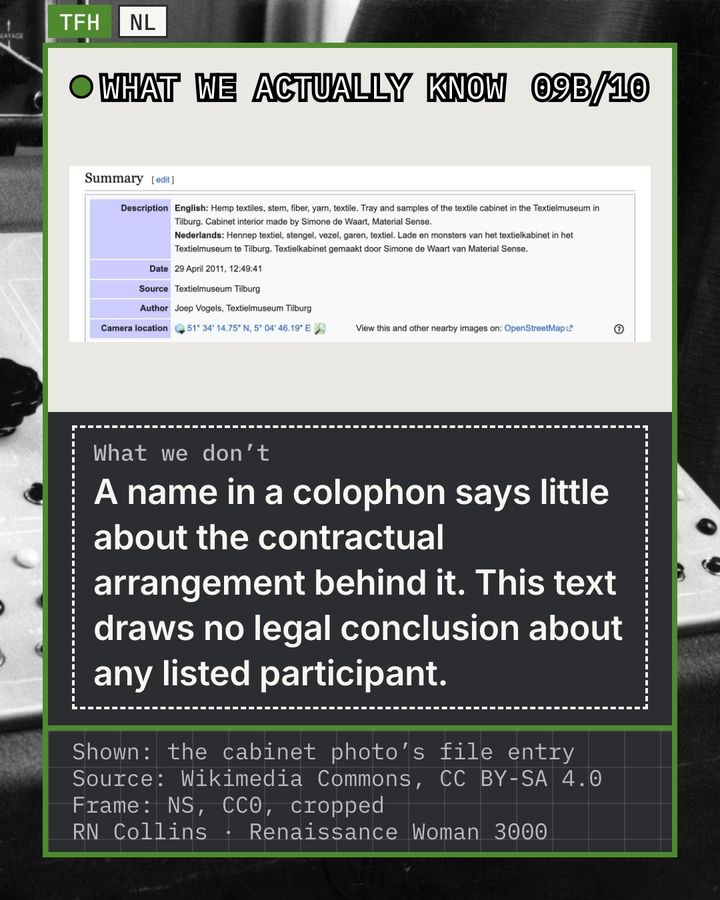 TFH NL
WHAT WE ACTUALLY KNOW 09B/10
Summary [ edit ]
Description English: Hemp textiles, stem, fiber, yarn, textile. Tray and samples of the textile cabinet in the Textielmuseum in
Tilburg. Cabinet interior made by Simone de Waart, Material Sense.
Nederlands: Hennep textiel, stengel, vezel, garen, textiel. Lade en monsters van het textielkabinet in het
Textielmuseum te Tilburg. Textielkabinet gemaakt door Simone de Waart van Material Sense.
Date 29 April 2011, 12:49:41
Source Textielmuseum Tilburg
Author Joep Vogels, Textielmuseum Tilburg
Camera location 51° 34′ 14.75″ N, 5° 04′ 46.19″ E View this and other nearby images on: OpenStreetMap ?
What we don’t
A name in a colophon says little
about the contractual
arrangement behind it. This text
draws no legal conclusion about
any listed participant.
Shown: the cabinet photo’s file entry
Source: Wikimedia Commons, CC BY-SA 4.0
Frame: NS, CC0, cropped
RN Collins · Renaissance Woman 3000